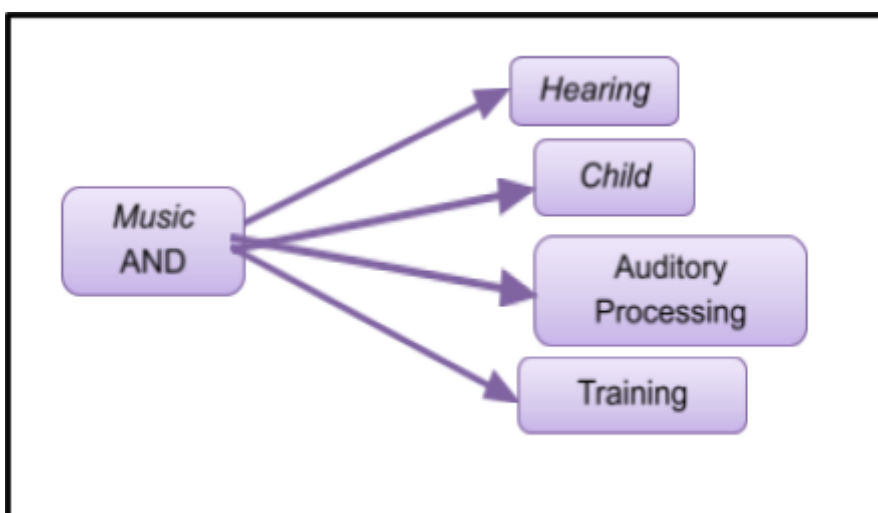 Hearing
Child
Music
AND
Auditory
Processing
Training